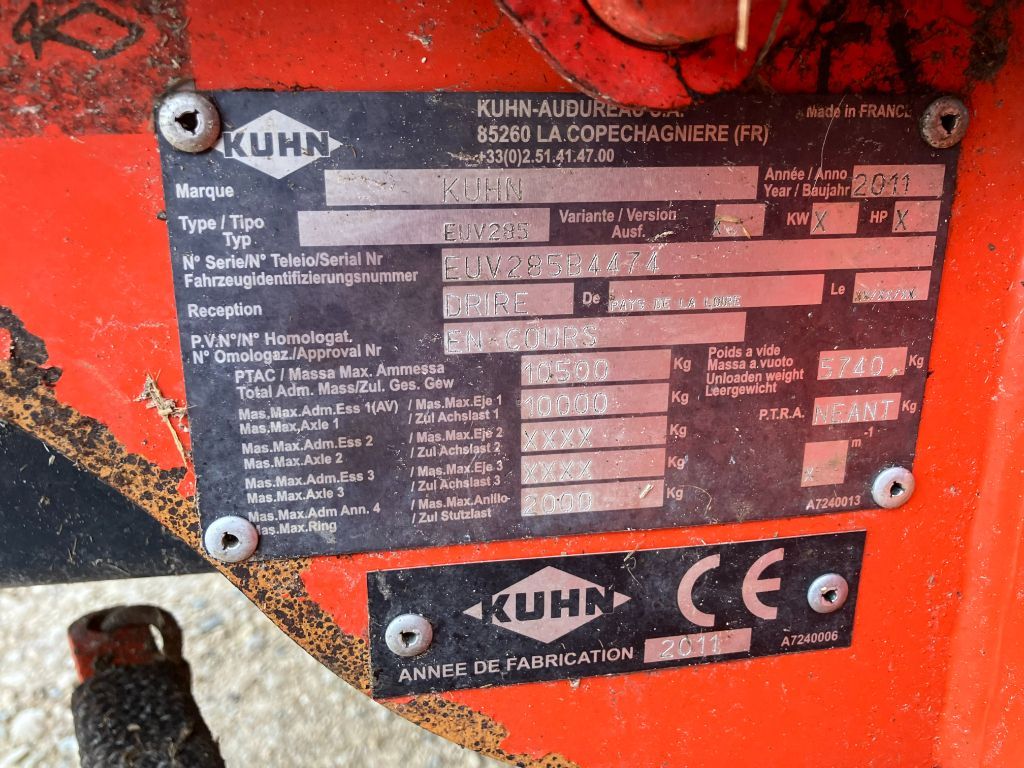 KUHN
KUHN-AUDUREAU S.A.
85260 LA COPECHAGNIERE (FR)
+33(0)2.51.41.47.00
Made in FRANCE
Marque KUHN Année / Anno 2011
Year / Baujahr
Type / Tipo EUV285 Variante / Version X KW X HP X
Typ Ausf.
N° Serie/N° Teleio/Serial Nr EUV285B4474
Fahrzeugidentifizierungsnummer
Reception DRIRE De PAYS DE LA LOIRE Le XX/XX/XX
P.V.N°/N° Homologat. EN COURS
N° Omologaz./Approval Nr
PTAC / Massa Max. Ammessa 10500 Kg
Total Adm. Mass/Zul. Ges. Gew
Poids a vide
Massa a vuoto 5740 Kg
Unloaden weight
Leergewicht
Mas.Max.Adm.Ess 1(AV) / Mas.Max.Eje 1 10000 Kg
Mas,Max,Axle 1 / Zul Achslast 1
P.T.R.A. NEANT Kg
Mas.Max.Adm.Ess 2 / Mas.Max.Eje 2 XXXX Kg
Mas.Max.Axle 2 / Zul Achslast 2
X m-1
Mas.Max.Adm.Ess 3 / Mas.Max.Eje 3 XXXX Kg
Mas.Max.Axle 3 / Zul Achslast 3
Mas.Max.Adm Ann. 4 / Mas.Max.Anillo 2000 Kg
Mas.Max.Ring / Zul Stutzlast
A7240013
KUHN CE
ANNEE DE FABRICATION 2011 A7240006